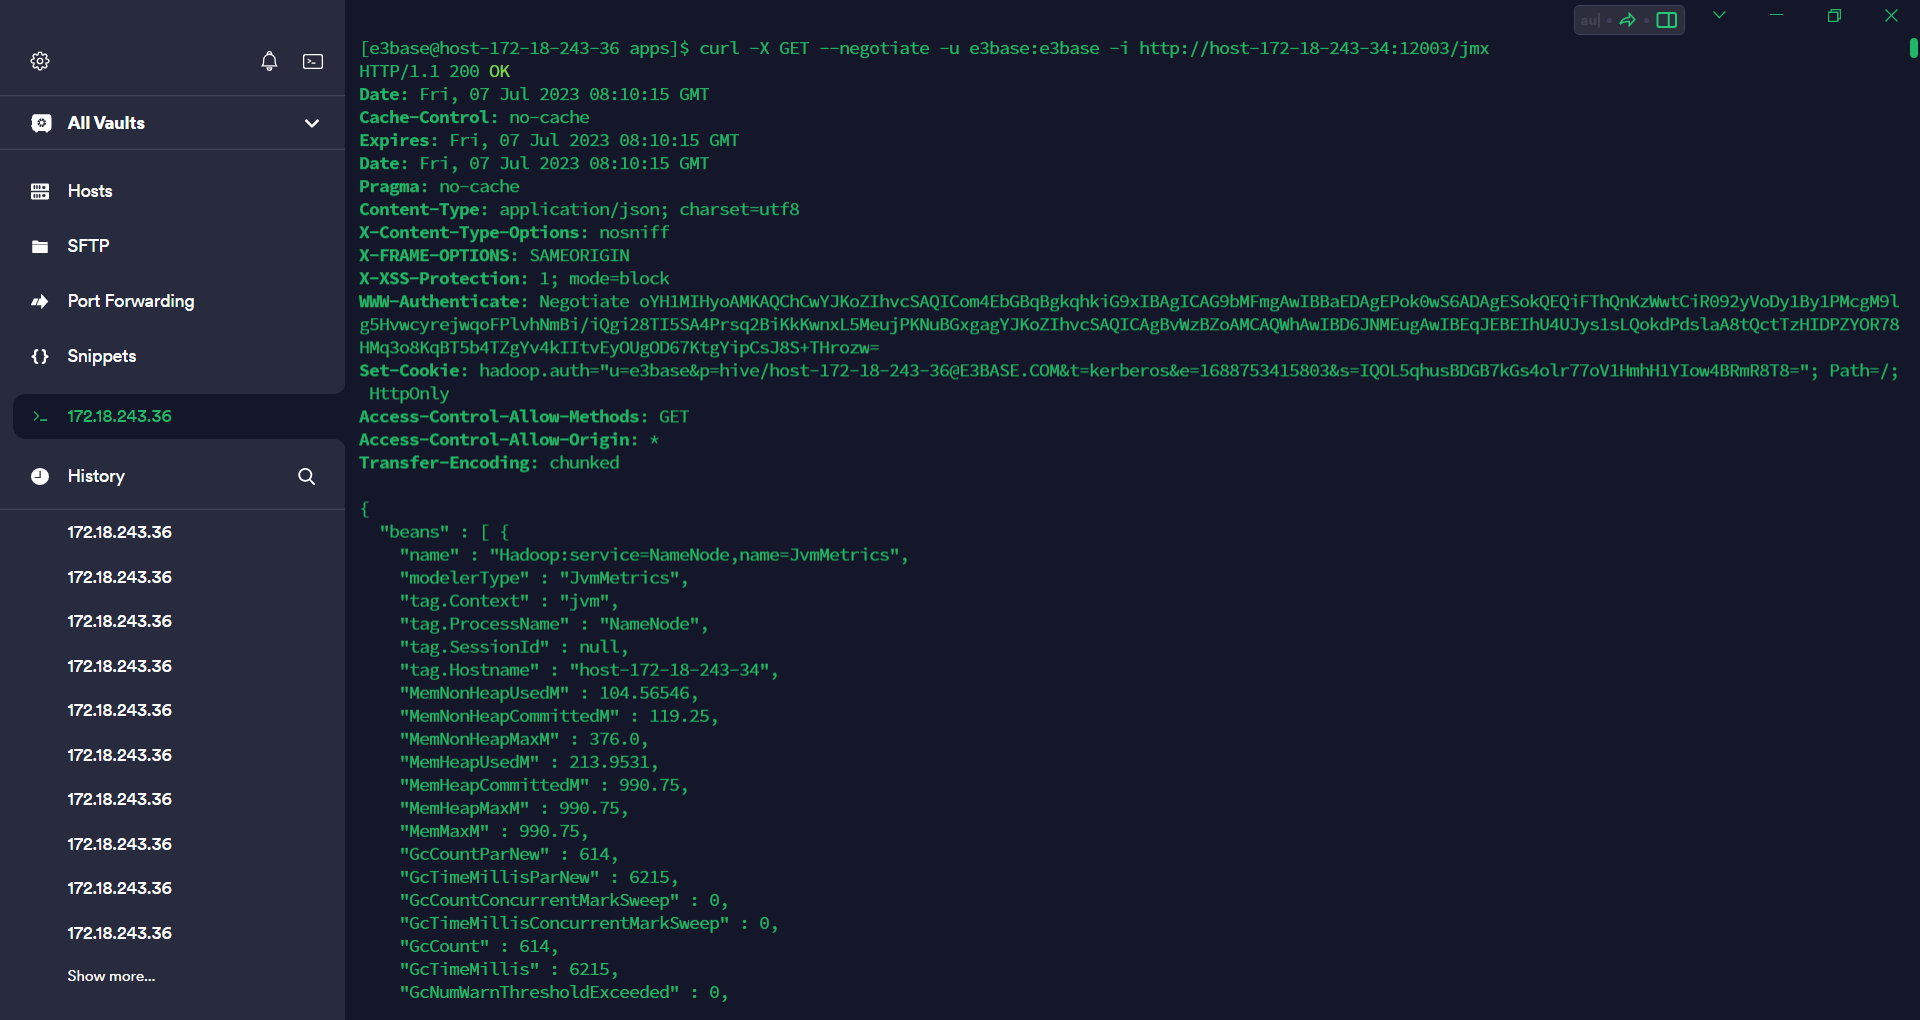 All Vaults
Hosts
SFTP
Port Forwarding
Snippets
172.18.243.36
History
172.18.243.36
172.18.243.36
172.18.243.36
172.18.243.36
172.18.243.36
172.18.243.36
172.18.243.36
172.18.243.36
172.18.243.36
172.18.243.36
Show more...
au|
[e3base@host-172-18-243-36 apps]$ curl -X GET --negotiate -u e3base:e3base -i http://host-172-18-243-34:12003/jmx
HTTP/1.1 200 OK
Date: Fri, 07 Jul 2023 08:10:15 GMT
Cache-Control: no-cache
Expires: Fri, 07 Jul 2023 08:10:15 GMT
Date: Fri, 07 Jul 2023 08:10:15 GMT
Pragma: no-cache
Content-Type: application/json; charset=utf8
X-Content-Type-Options: nosniff
X-FRAME-OPTIONS: SAMEORIGIN
X-XSS-Protection: 1; mode=block
WWW-Authenticate: Negotiate oYH1MIHyoAMKAQChCwYJKoZIhvcSAQICom4EbGBqBgkqhkiG9xIBAgICAG9bMFmgAwIBBaEDAgEPok0wS6ADAgESokQEQiFThQnKzWwtCiR092yVoDy1By1PMcgM9l
g5HvwcyrejwqoFPlvhNmBi/iQgi28TI5SA4Prsq2BiKkKwnxL5MeujPKNuBGxgagYJKoZIhvcSAQICAgBvWzBZoAMCAQWhAwIBD6JNMEugAwIBEqJEBEIhU4UJys1sLQokdPdslaA8tQctTzHIDPZYOR78
HMq3o8KqBT5b4TZgYv4kIItvEyOUgOD67KtgYipCsJ8S+THrozw=
Set-Cookie: hadoop.auth="u=e3base&p=hive/host-172-18-243-36@E3BASE.COM&t=kerberos&e=1688753415803&s=IQOL5qhusBDGB7kGs4olr77oV1HmhH1YIow4BRmR8T8="; Path=/;
HttpOnly
Access-Control-Allow-Methods: GET
Access-Control-Allow-Origin: *
Transfer-Encoding: chunked
{
"beans" : [ {
"name" : "Hadoop:service=NameNode,name=JvmMetrics",
"modelerType" : "JvmMetrics",
"tag.Context" : "jvm",
"tag.ProcessName" : "NameNode",
"tag.SessionId" : null,
"tag.Hostname" : "host-172-18-243-34",
"MemNonHeapUsedM" : 104.56546,
"MemNonHeapCommittedM" : 119.25,
"MemNonHeapMaxM" : 376.0,
"MemHeapUsedM" : 213.9531,
"MemHeapCommittedM" : 990.75,
"MemHeapMaxM" : 990.75,
"MemMaxM" : 990.75,
"GcCountParNew" : 614,
"GcTimeMillisParNew" : 6215,
"GcCountConcurrentMarkSweep" : 0,
"GcTimeMillisConcurrentMarkSweep" : 0,
"GcCount" : 614,
"GcTimeMillis" : 6215,
"GcNumWarnThresholdExceeded" : 0,